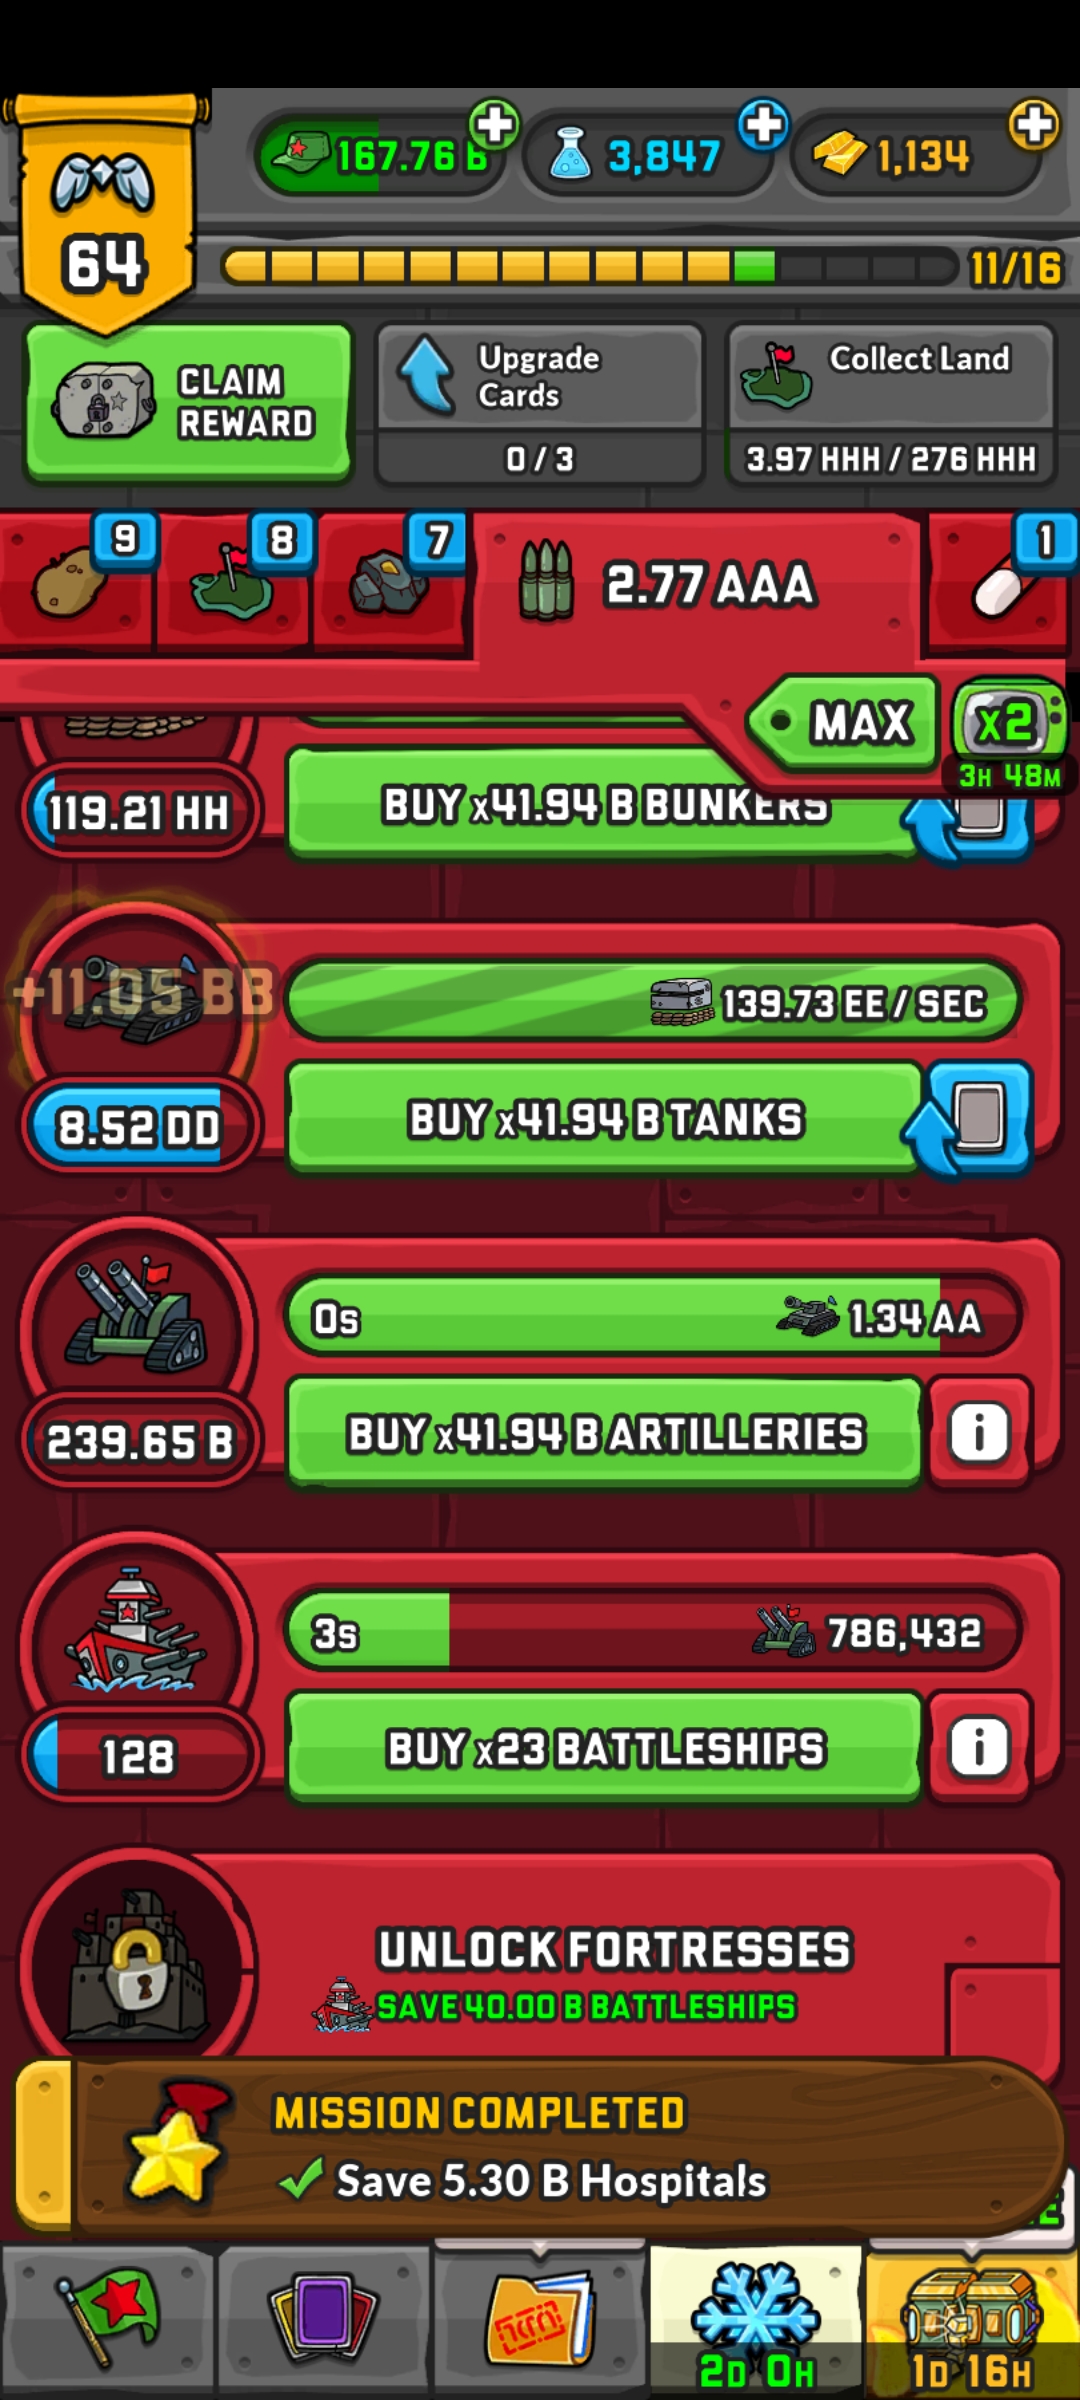 167.76 B
3,847
1,134
64
11/16
CLAIM
REWARD
Upgrade
Cards
0 / 3
Collect Land
3.97 HHH / 276 HHH
9
8
7
2.77 AAA
1
MAX
x2
3H 48M
119.21 HH
BUY x41.94 B BUNKERS
+11.05 BB
139.73 EE / SEC
8.52 DD
BUY x41.94 B TANKS
0s
1.34 AA
239.65 B
BUY x41.94 B ARTILLERIES
i
3s
786,432
128
BUY x23 BATTLESHIPS
i
UNLOCK FORTRESSES
SAVE 40.00 B BATTLESHIPS
MISSION COMPLETED
Save 5.30 B Hospitals
2D 0H
1D 16H